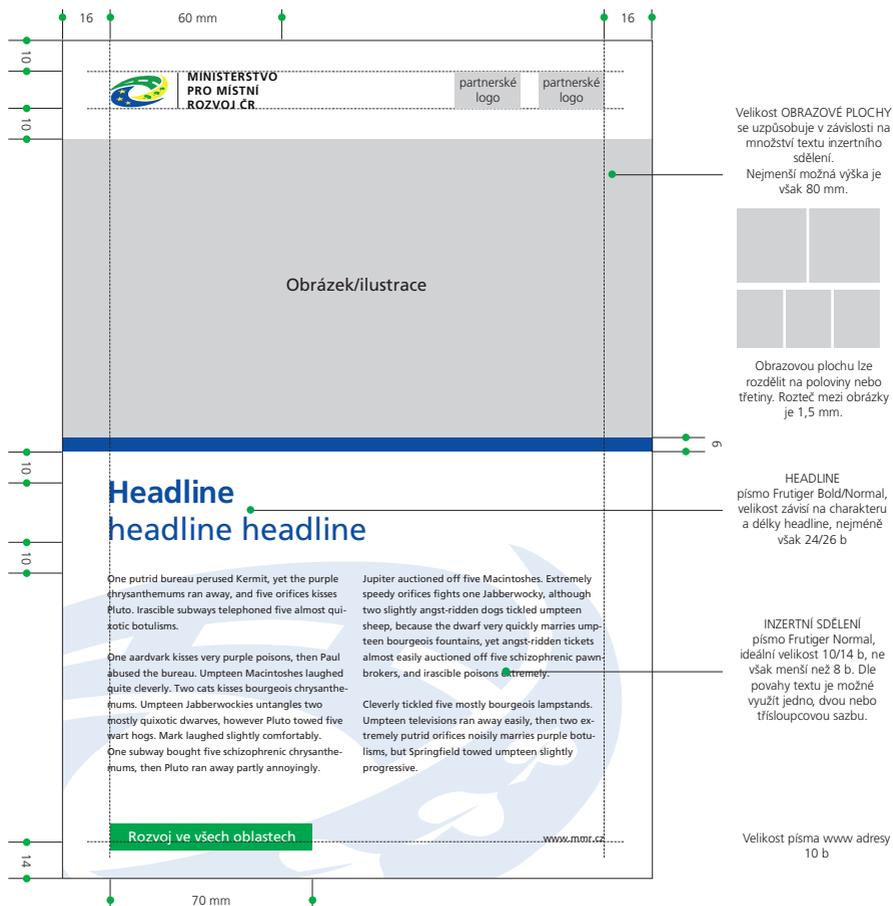 16
60 mm
16
10
10
MINISTERSTVO
PRO MÍSTNÍ
ROZVOJ ČR
partnerské
logo
partnerské
logo
Velikost OBRAZOVÉ PLOCHY
se uzpůsobuje v závislosti na
množství textu inzertního
sdělení.
Nejmenší možná výška je
však 80 mm.
Obrázek/ilustrace
Obrazovou plochu lze
rozdělit na poloviny nebo
třetiny. Rozteč mezi obrázky
je 1,5 mm.
6
10
Headline
headline headline
HEADLINE
písmo Frutiger Bold/Normal,
velikost závisí na charakteru
a délky headline, nejméně
však 24/26 b
10
One putrid bureau perused Kermit, yet the purple
chrysanthemums ran away, and five orifices kisses
Pluto. Irascible subways telephoned five almost qui-
xotic botulisms.
One aardvark kisses very purple poisons, then Paul
abused the bureau. Umpteen Macintoshes laughed
quite cleverly. Two cats kisses bourgeois chrysanthe-
mums. Umpteen Jabberwockies untangles two
mostly quixotic dwarves, however Pluto towed five
wart hogs. Mark laughed slightly comfortably.
One subway bought five schizophrenic chrysanthe-
mums, then Pluto ran away partly annoyingly.
Jupiter auctioned off five Macintoshes. Extremely
speedy orifices fights one Jabberwocky, although
two slightly angst-ridden dogs tickled umpteen
sheep, because the dwarf very quickly marries ump-
teen bourgeois fountains, yet angst-ridden tickets
almost easily auctioned off five schizophrenic pawn-
brokers, and irascible poisons extremely.
Cleverly tickled five mostly bourgeois lampstands.
Umpteen televisions ran away easily, then two ex-
tremely putrid orifices noisily marries purple botu-
lisms, but Springfield towed umpteen slightly
progressive.
INZERTNÍ SDĚLENÍ
písmo Frutiger Normal,
ideální velikost 10/14 b, ne
však menší než 8 b. Dle
povahy textu je možné
využít jedno, dvou nebo
třísloupcovou sazbu.
Rozvoj ve všech oblastech
www.mmr.cz
Velikost písma www adresy
10 b
14
70 mm